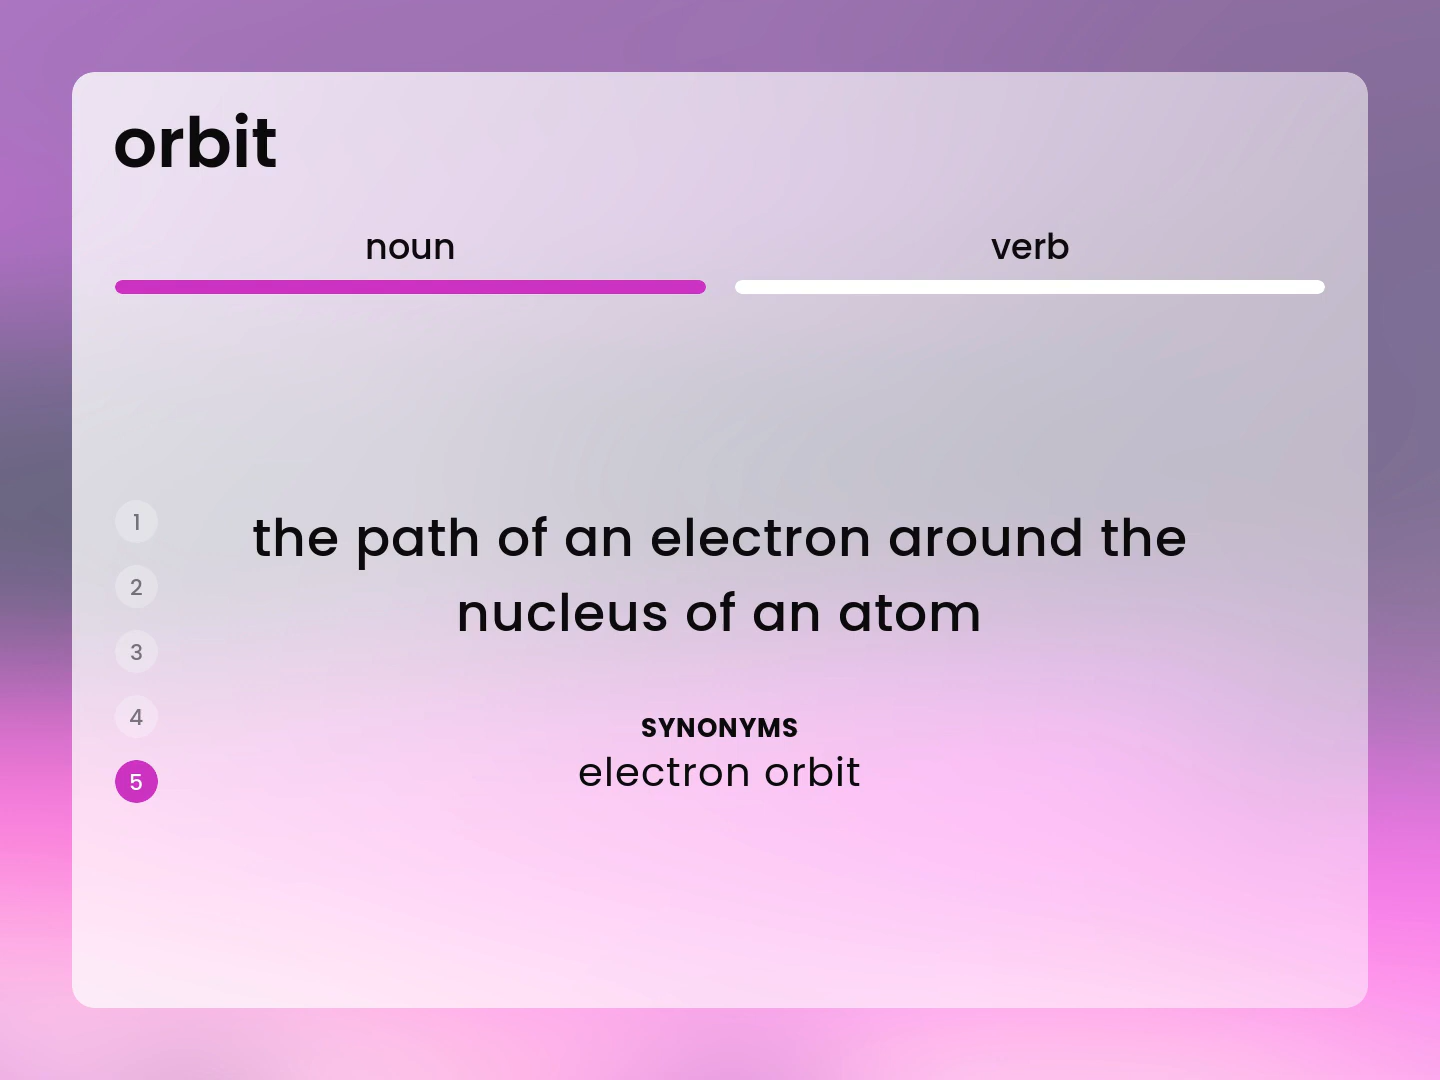 orbit
noun
verb
1
2
3
4
5
the path of an electron around the
nucleus of an atom
SYNONYMS
electron orbit